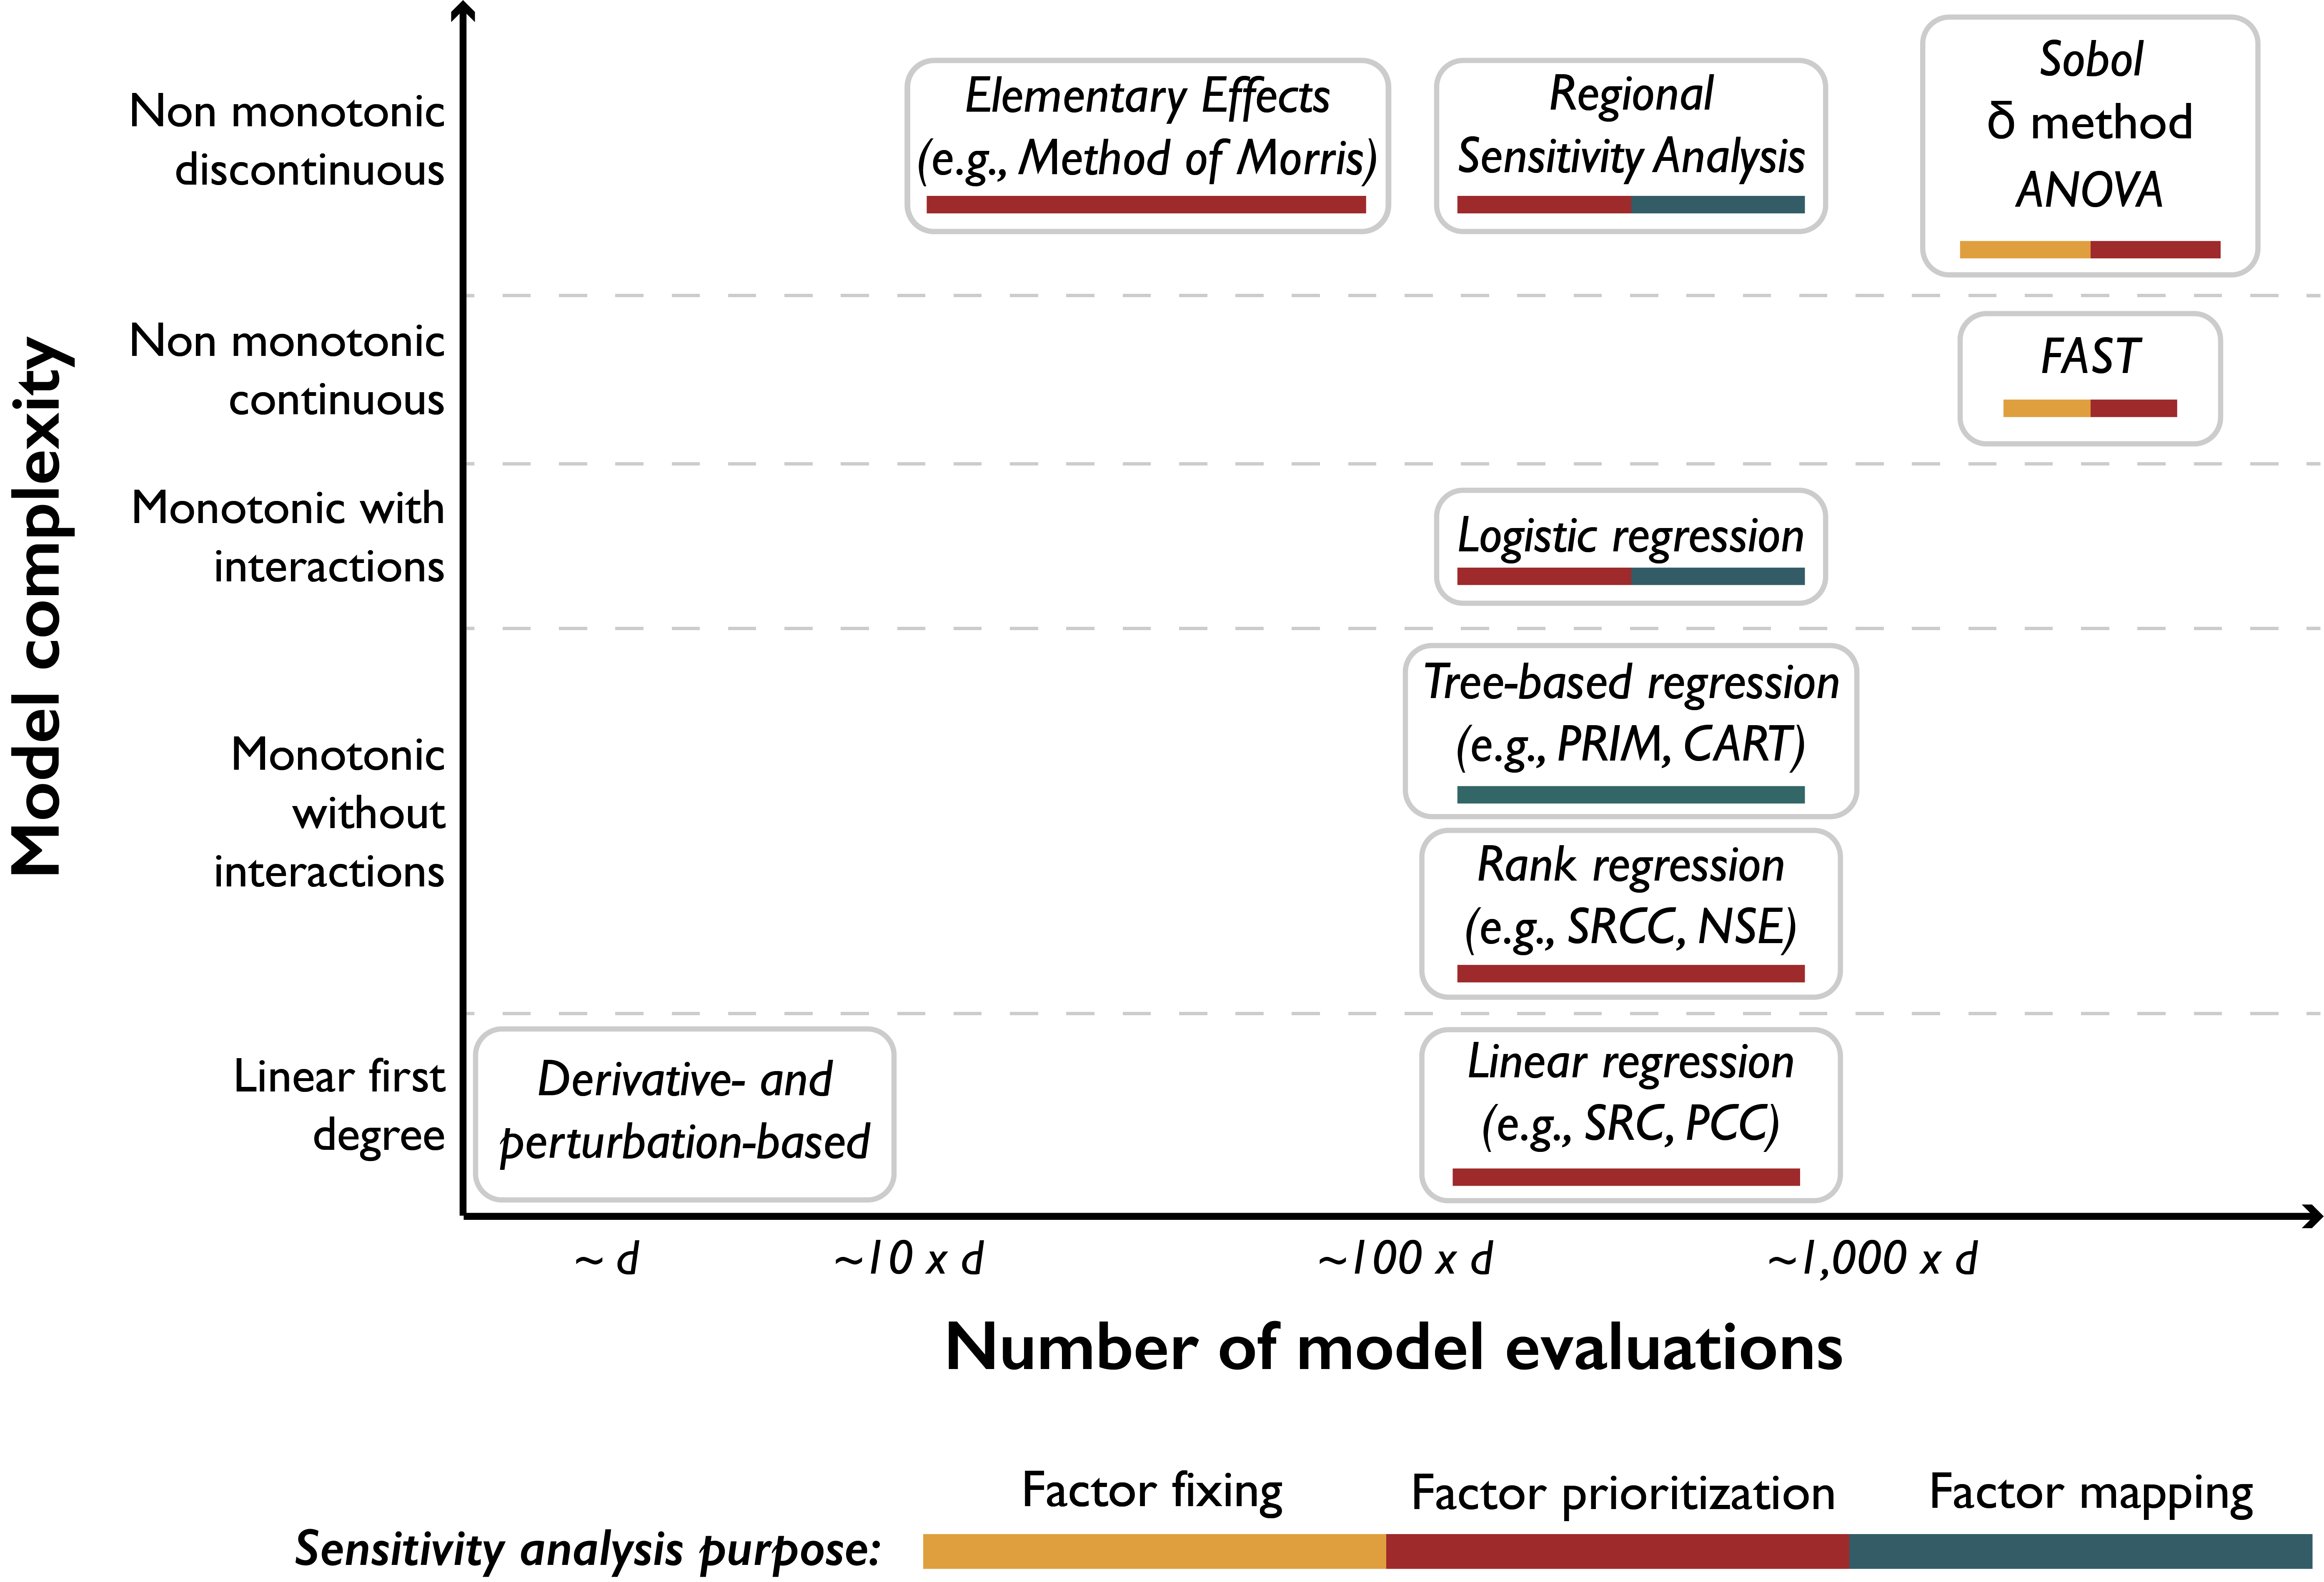 Model complexity
Non monotonic
discontinuous
Elementary Effects
(e.g., Method of Morris)
Regional
Sensitivity Analysis
Sobol
δ method
ANOVA
Non monotonic
continuous
FAST
Monotonic with
interactions
Logistic regression
Monotonic
without
interactions
Tree-based regression
(e.g., PRIM, CART)
Rank regression
(e.g., SRCC, NSE)
Linear first
degree
Derivative- and
perturbation-based
Linear regression
(e.g., SRC, PCC)
~ d
~10 x d
~100 x d
~1,000 x d
Number of model evaluations
Sensitivity analysis purpose:
Factor fixing
Factor prioritization
Factor mapping